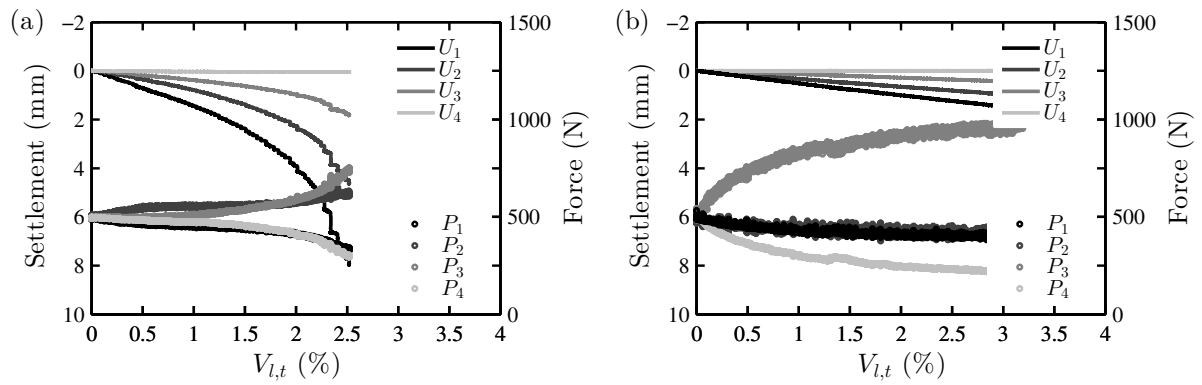 (a)
Settlement (mm)
−2
0
2
4
6
8
10
U1
U2
U3
U4
P1
P2
P3
P4
1500
1000
500
0
Force (N)
0 0.5 1 1.5 2 2.5 3 3.5 4
V_{l,t} (%)
(b)
Settlement (mm)
−2
0
2
4
6
8
10
U1
U2
U3
U4
P1
P2
P3
P4
1500
1000
500
0
Force (N)
0 0.5 1 1.5 2 2.5 3 3.5 4
V_{l,t} (%)